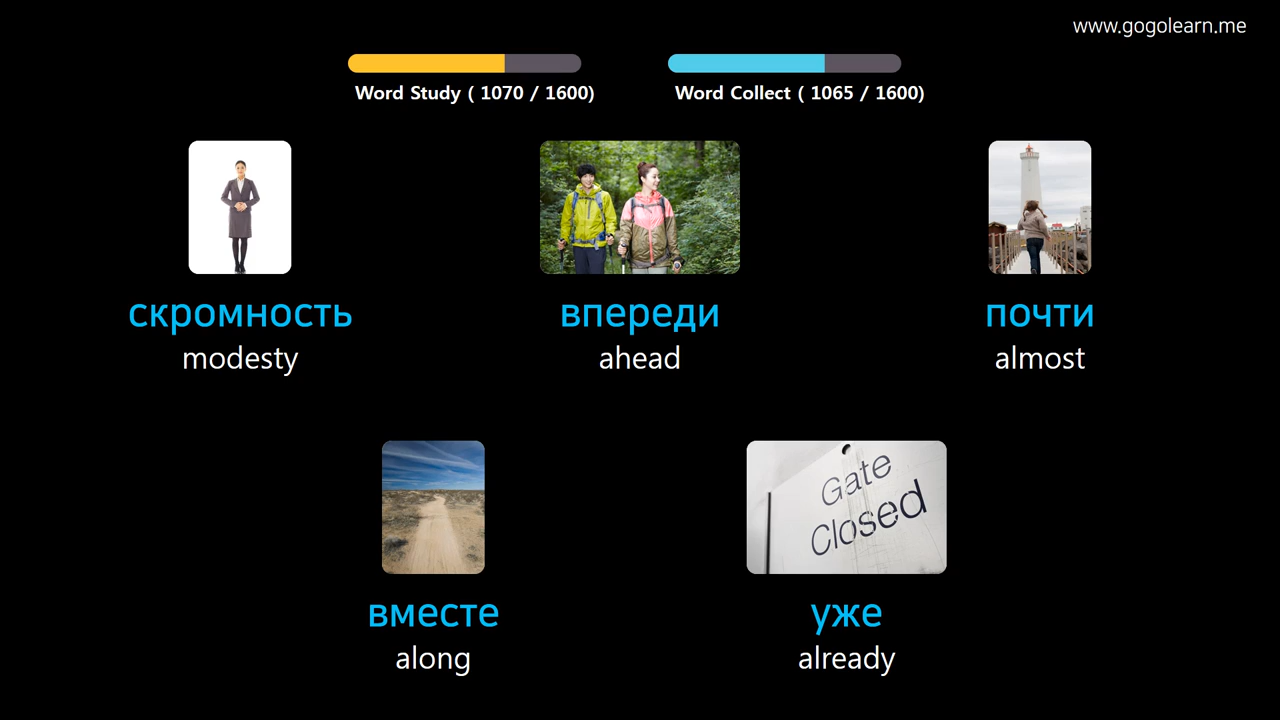 www.gogolearn.me
Word Study ( 1070 / 1600)
Word Collect ( 1065 / 1600)
скромность
modesty
впереди
ahead
почти
almost
Gate
Closed
вместе
along
уже
already